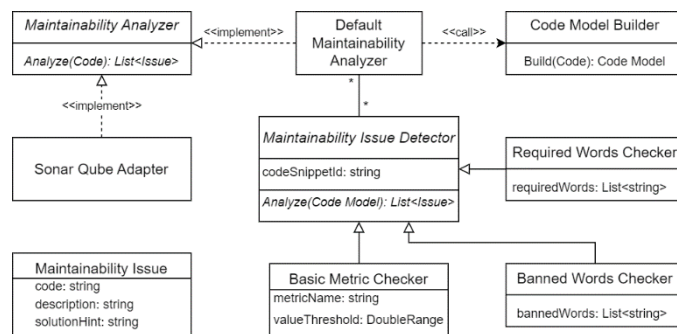 Maintainability Analyzer
Analyze(Code): List<Issue>
<<implement>>
Default
Maintainability
Analyzer
<<call>>
Code Model Builder
Build(Code): Code Model
<<implement>>
*
*
Sonar Qube Adapter
Maintainability Issue Detector
codeSnippetId: string
Analyze(Code Model): List<Issue>
Required Words Checker
requiredWords: List<string>
Maintainability Issue
code: string
description: string
solutionHint: string
Basic Metric Checker
metricName: string
valueThreshold: DoubleRange
Banned Words Checker
bannedWords: List<string>